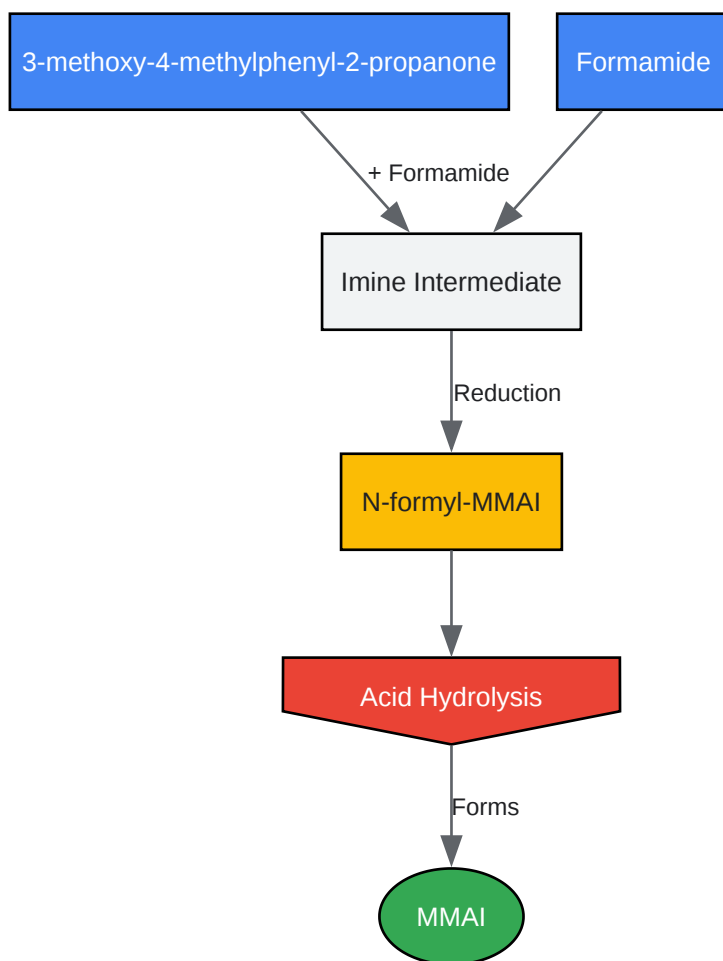 3-methoxy-4-methylphenyl-2-propanone
Formamide
+ Formamide
Imine Intermediate
Reduction
N-formyl-MMAI
Acid Hydrolysis
Forms
MMAI